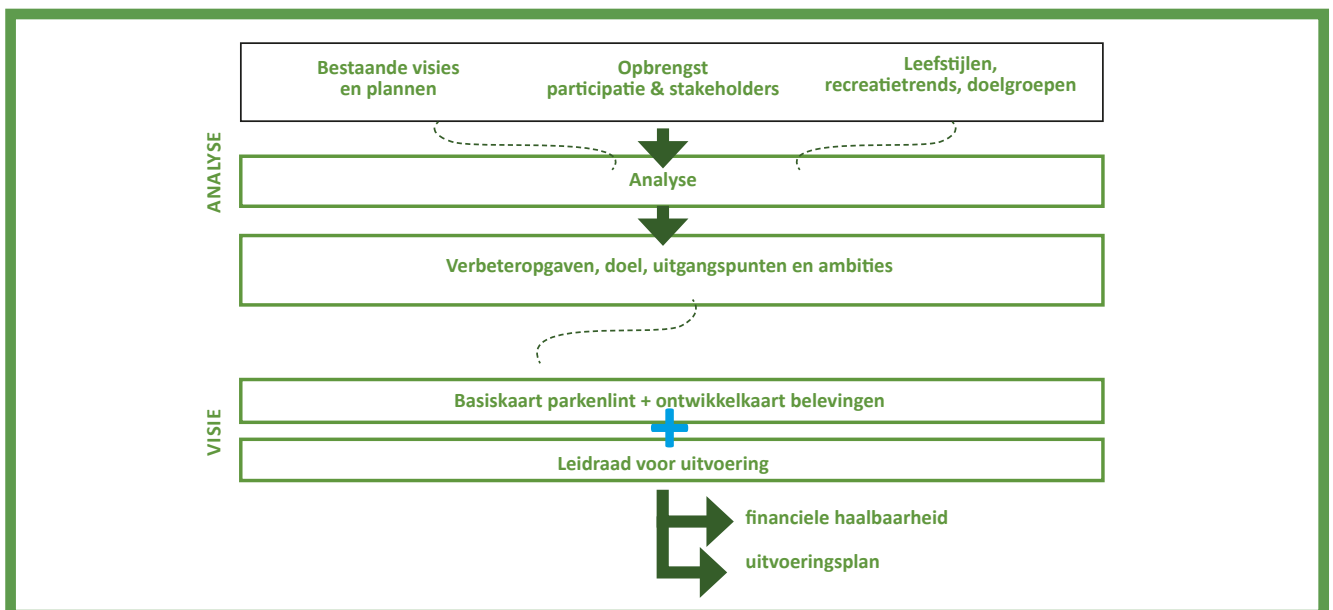 Bestaande visies
en plannen
Opbrengst
participatie & stakeholders
Leefstijlen,
recreatietrends, doelgroepen
ANALYSE
Analyse
Verbeteropgaven, doel, uitgangspunten en ambities
VISIE
Basiskaart parkenlint + ontwikkelkaart belevingen
Leidraad voor uitvoering
financiele haalbaarheid
uitvoeringsplan